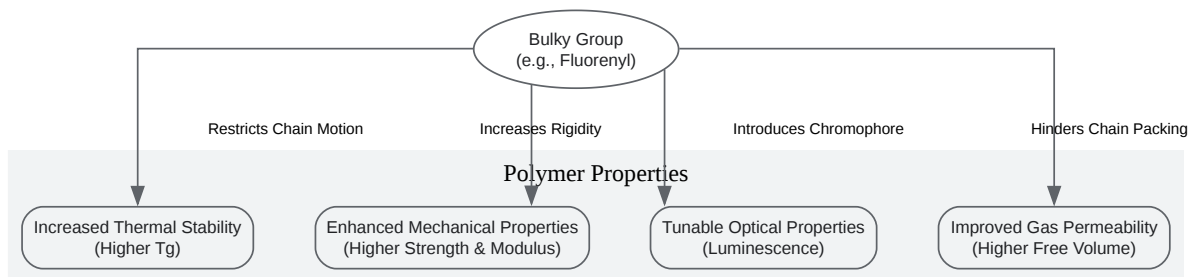 Bulky Group
(e.g., Fluorenyl)
Restricts Chain Motion
Increases Rigidity
Introduces Chromophore
Hinders Chain Packing
Polymer Properties
Increased Thermal Stability
(Higher Tg)
Enhanced Mechanical Properties
(Higher Strength & Modulus)
Tunable Optical Properties
(Luminescence)
Improved Gas Permeability
(Higher Free Volume)